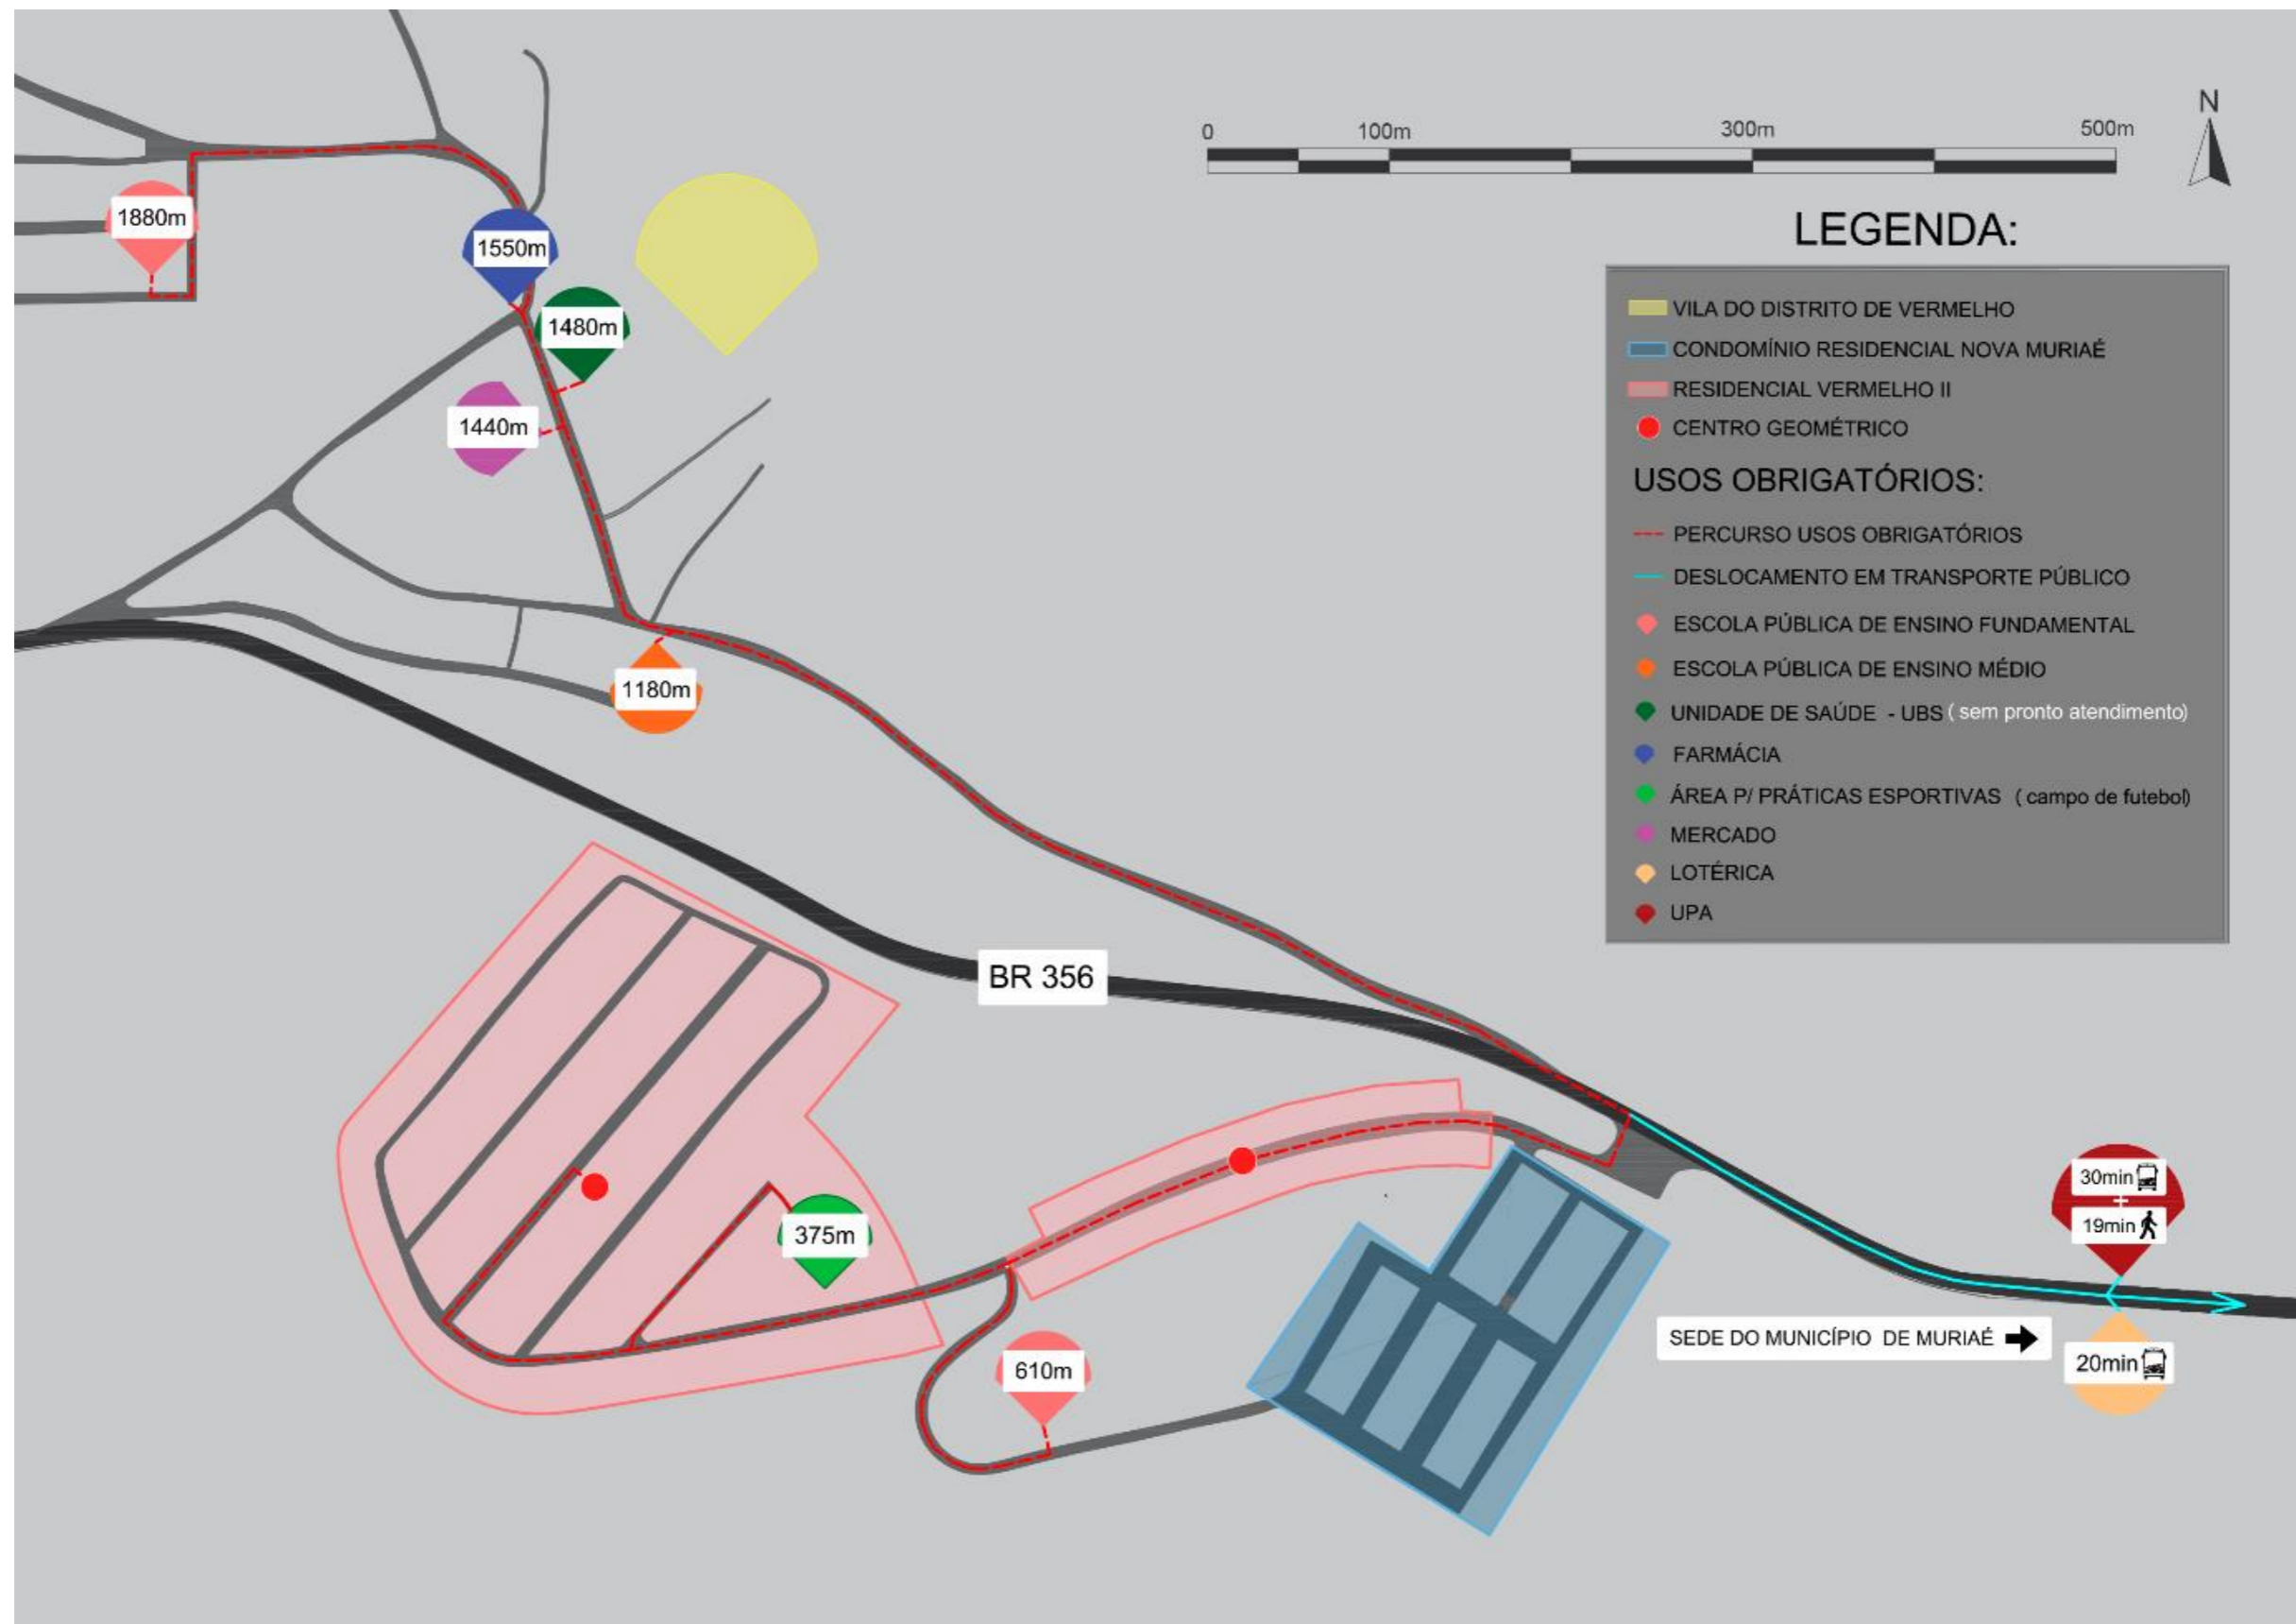 0
100m
300m
500m
N
LEGENDA:
VILA DO DISTRITO DE VERMELHO
CONDOMÍNIO RESIDENCIAL NOVA MURIAÉ
RESIDENCIAL VERMELHO II
CENTRO GEOMÉTRICO
USOS OBRIGATÓRIOS:
PERCURSO USOS OBRIGATÓRIOS
DESLOCAMENTO EM TRANSPORTE PÚBLICO
ESCOLA PÚBLICA DE ENSINO FUNDAMENTAL
ESCOLA PÚBLICA DE ENSINO MÉDIO
UNIDADE DE SAÚDE - UBS ( sem pronto atendimento)
FARMÁCIA
ÁREA P/ PRÁTICAS ESPORTIVAS ( campo de futebol)
MERCADO
LOTÉRICA
UPA
1880m
1550m
1480m
1440m
1180m
BR 356
375m
610m
30min
+
19min
SEDE DO MUNICÍPIO DE MURIAÉ
20min